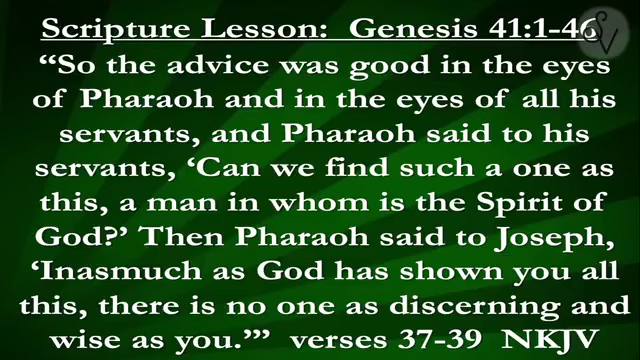 Scripture Lesson:  Genesis 41:1-46
“So the advice was good in the eyes
of Pharaoh and in the eyes of all his
servants, and Pharaoh said to his
servants, ‘Can we find such a one as
this, a man in whom is the Spirit of
God?’ Then Pharaoh said to Joseph,
‘Inasmuch as God has shown you all
this, there is no one as discerning and
wise as you.’”  verses 37-39  NKJV